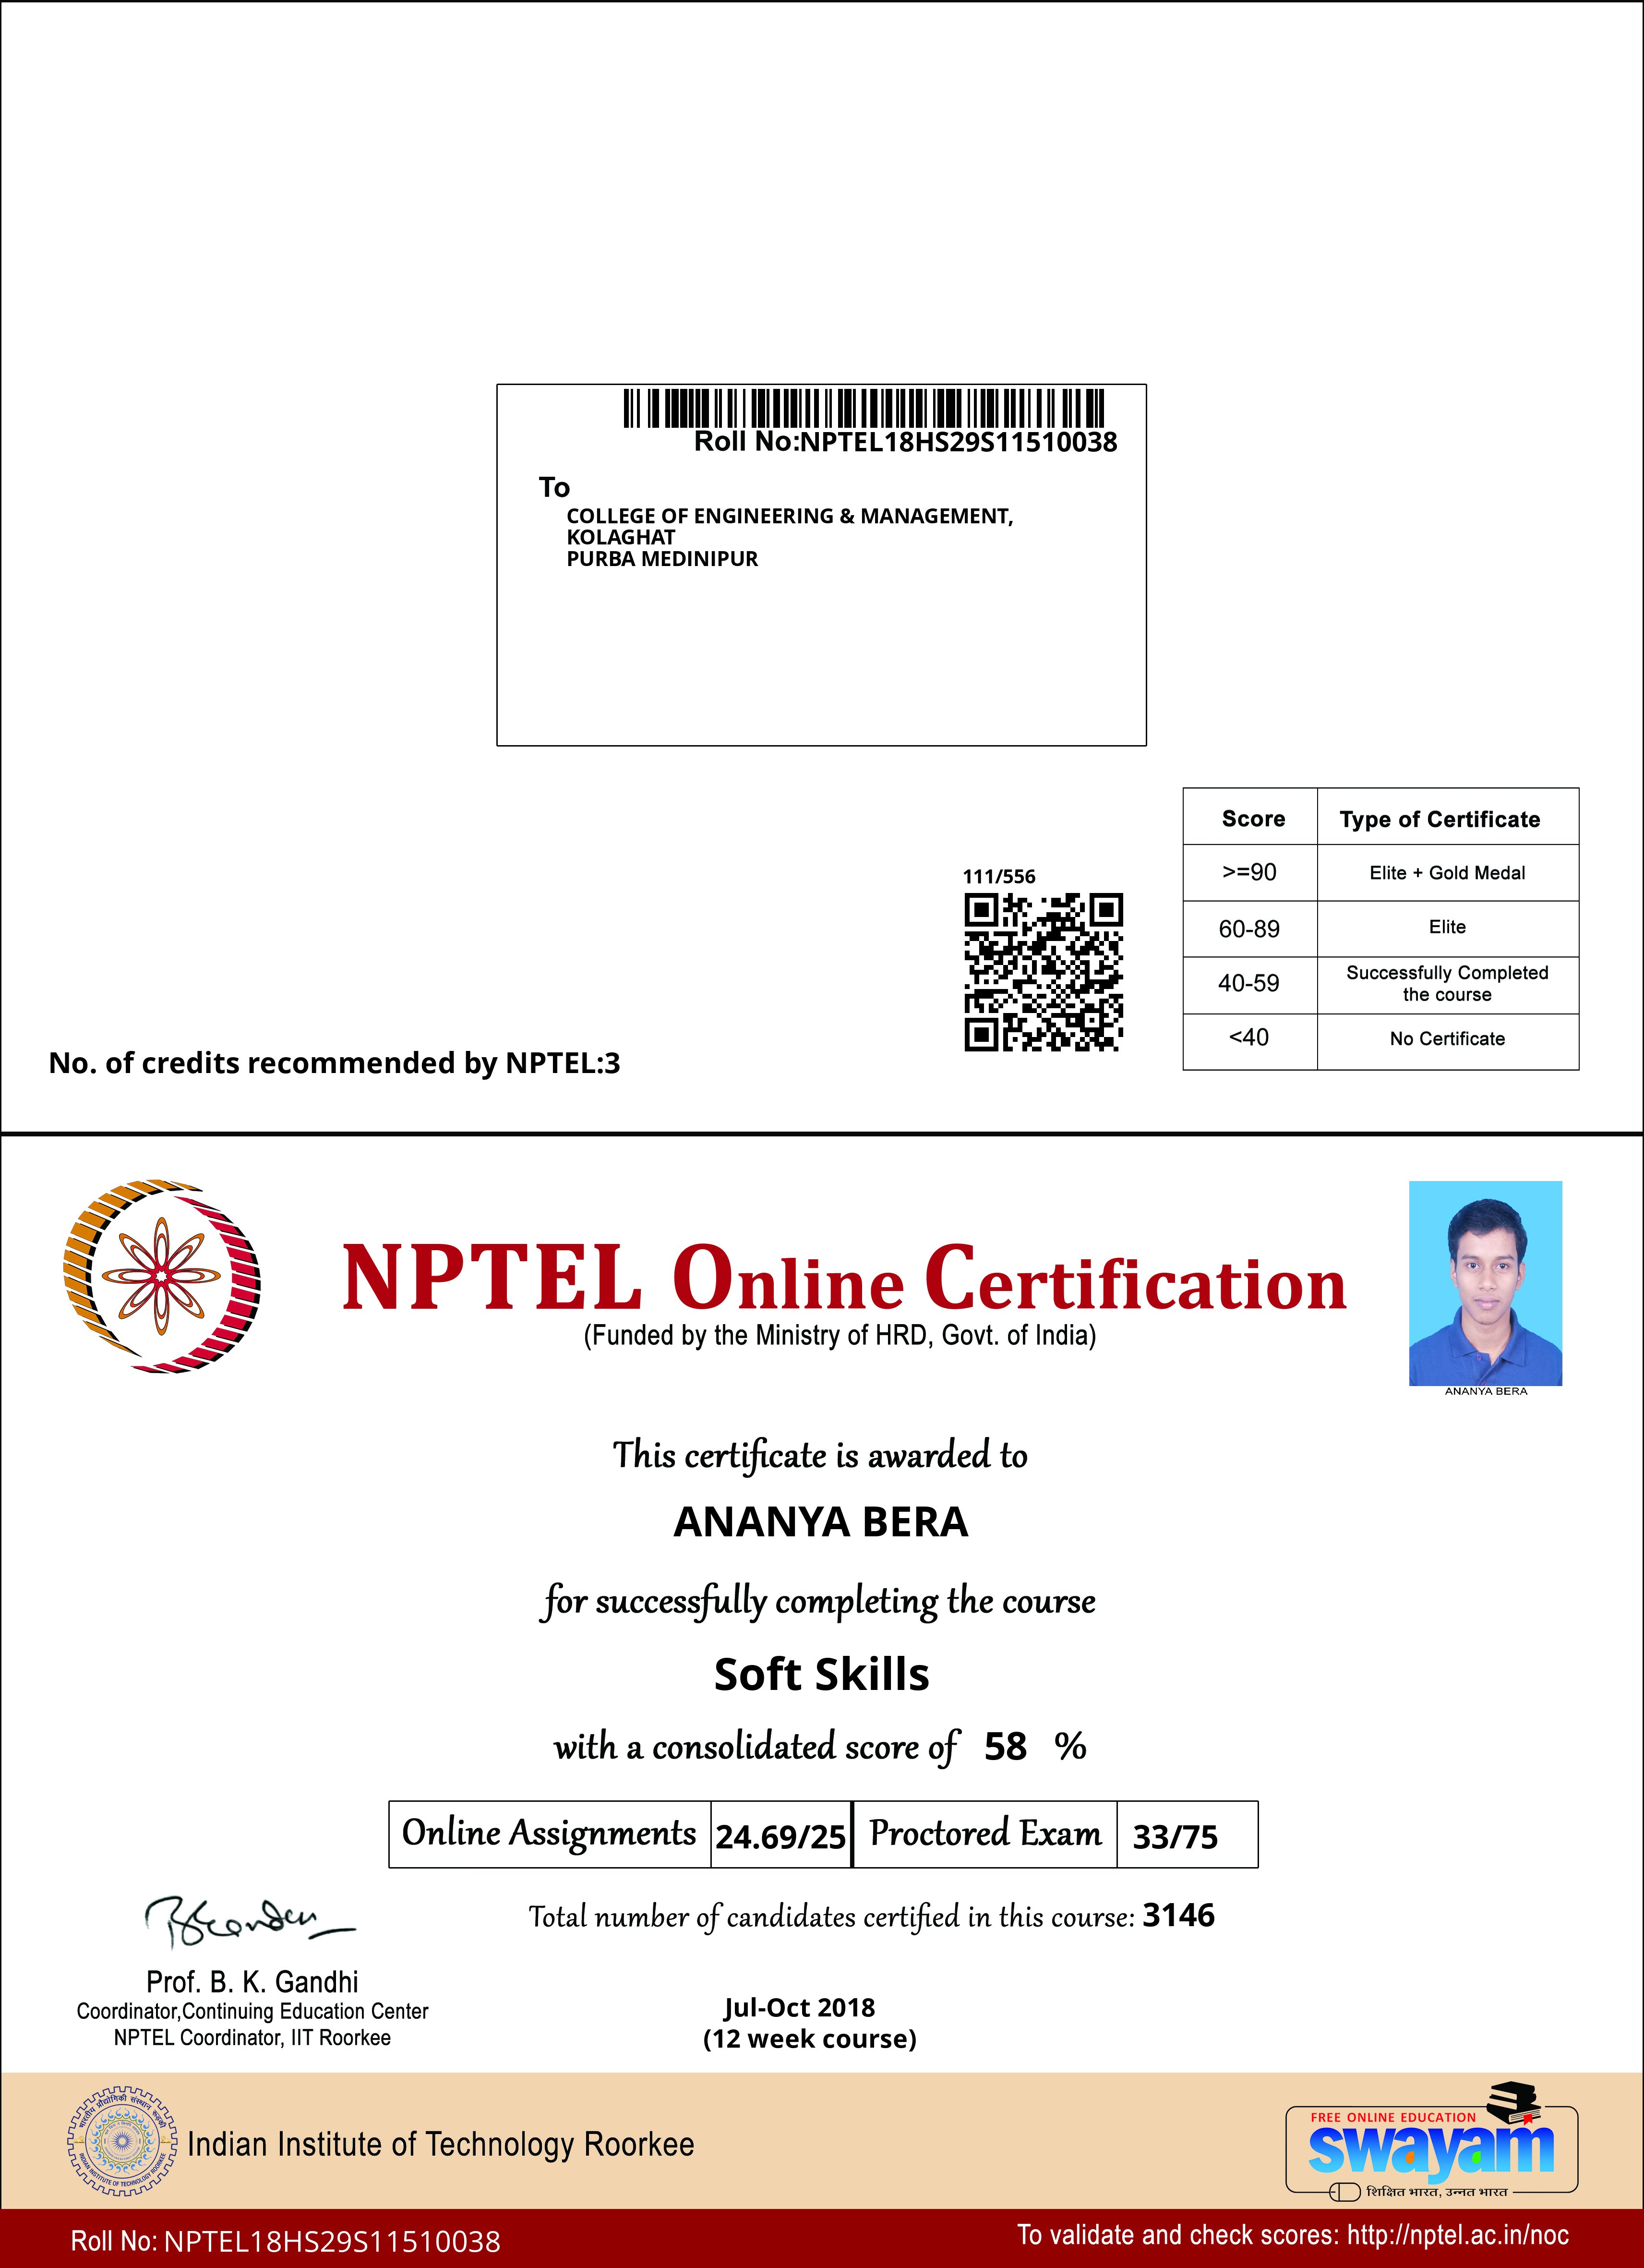 Roll No:NPTEL18HS29S11510038
To
COLLEGE OF ENGINEERING & MANAGEMENT,
KOLAGHAT
PURBA MEDINIPUR
Score Type of Certificate
>=90 Elite + Gold Medal
60-89 Elite
40-59 Successfully Completed
the course
<40 No Certificate
111/556
No. of credits recommended by NPTEL:3
NPTEL Online Certification
(Funded by the Ministry of HRD, Govt. of India)
ANANYA BERA
This certificate is awarded to
ANANYA BERA
for successfully completing the course
Soft Skills
with a consolidated score of 58 %
Online Assignments 24.69/25 Proctored Exam 33/75
Total number of candidates certified in this course: 3146
Prof. B. K. Gandhi
Coordinator,Continuing Education Center
NPTEL Coordinator, IIT Roorkee
Jul-Oct 2018
(12 week course)
भारतीय प्रौद्योगिकी संस्थान रुड़की
INDIAN INSTITUTE OF TECHNOLOGY ROORKEE
Indian Institute of Technology Roorkee
FREE ONLINE EDUCATION
swayam
शिक्षित भारत, उन्नत भारत
Roll No: NPTEL18HS29S11510038
To validate and check scores: http://nptel.ac.in/noc